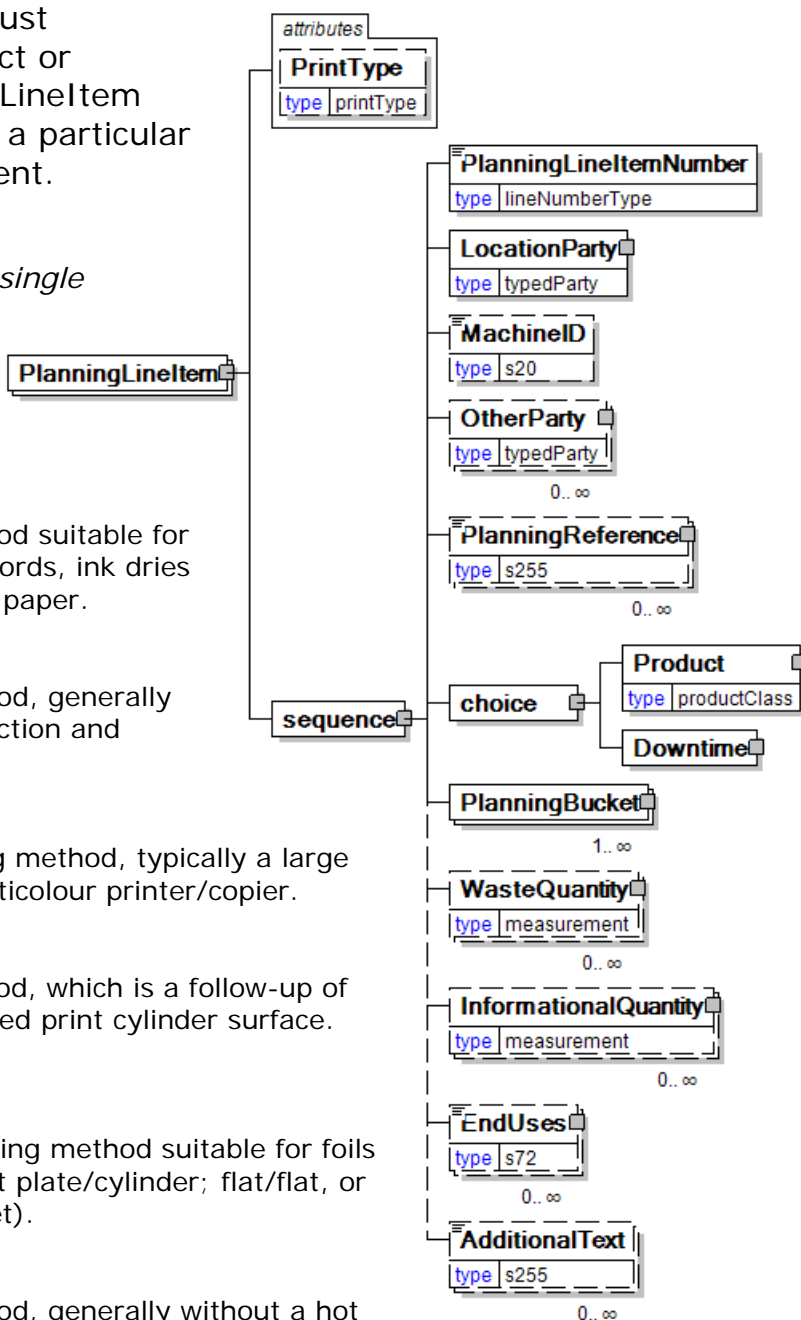 ust
ct or
LineItem
a particular
ent.
single
od suitable for
ords, ink dries
paper.
od, generally
ction and
g method, typically a large
ticolour printer/copier.
od, which is a follow-up of
ed print cylinder surface.
ing method suitable for foils
t plate/cylinder; flat/flat, or
et).
od, generally without a hot
PlanningLineItem
attributes
PrintType
type printType
sequence
PlanningLineItemNumber
type lineNumberType
LocationParty
type typedParty
MachineID
type s20
OtherParty
type typedParty
0.. ∞
PlanningReference
type s255
0.. ∞
choice
Product
type productClass
Downtime
PlanningBucket
1.. ∞
WasteQuantity
type measurement
0.. ∞
InformationalQuantity
type measurement
0.. ∞
EndUses
type s72
0.. ∞
AdditionalText
type s255
0.. ∞